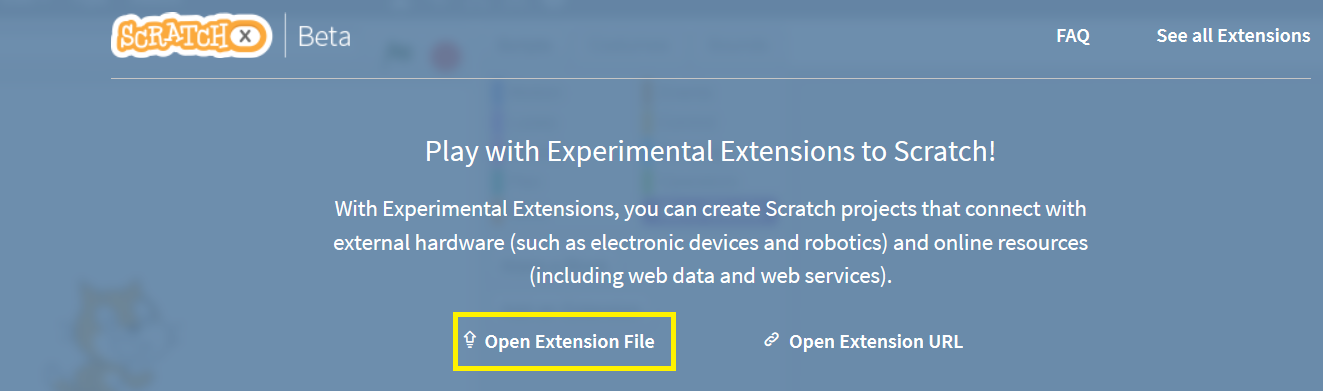 SCRATCHX Beta
FAQ See all Extensions
Play with Experimental Extensions to Scratch!
With Experimental Extensions, you can create Scratch projects that connect with
external hardware (such as electronic devices and robotics) and online resources
(including web data and web services).
Open Extension File
Open Extension URL